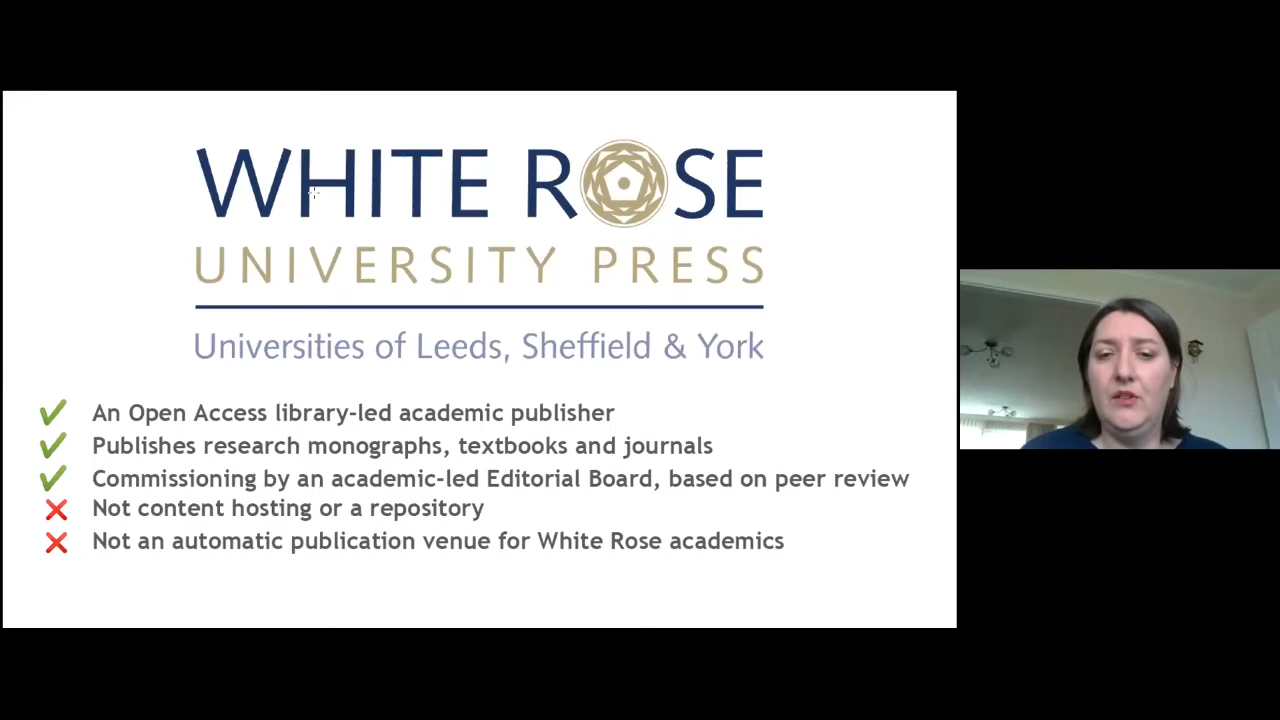 WHITE ROSE
UNIVERSITY PRESS
Universities of Leeds, Sheffield & York
An Open Access library-led academic publisher
Publishes research monographs, textbooks and journals
Commissioning by an academic-led Editorial Board, based on peer review
Not content hosting or a repository
Not an automatic publication venue for White Rose academics